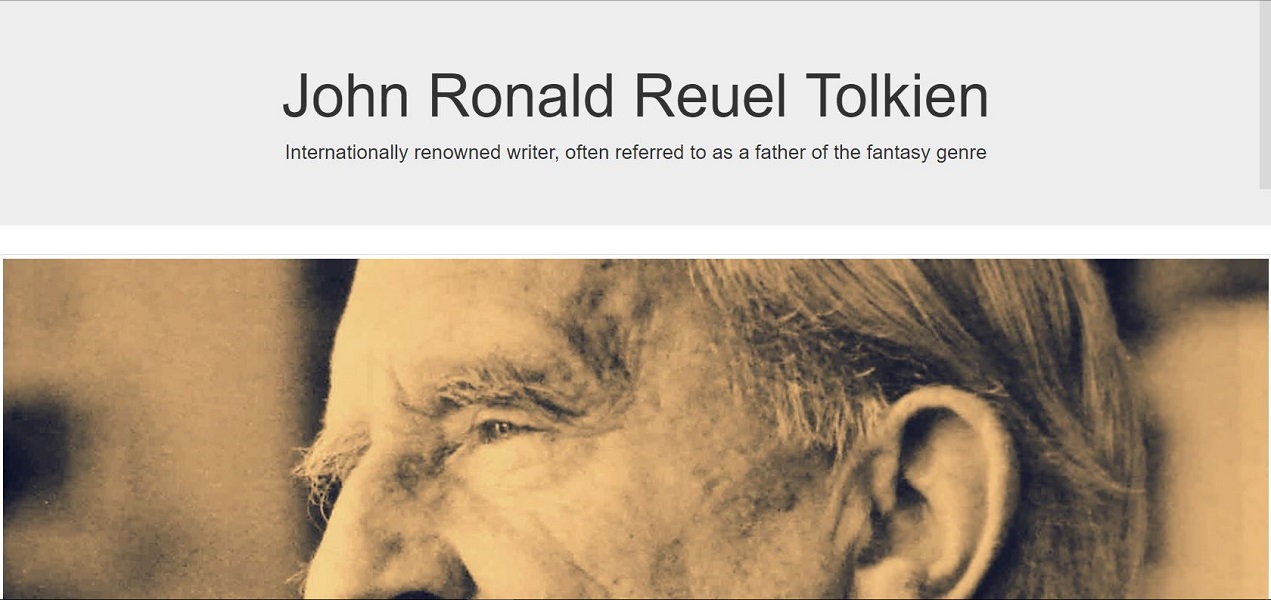 John Ronald Reuel Tolkien
Internationally renowned writer, often referred to as a father of the fantasy genre